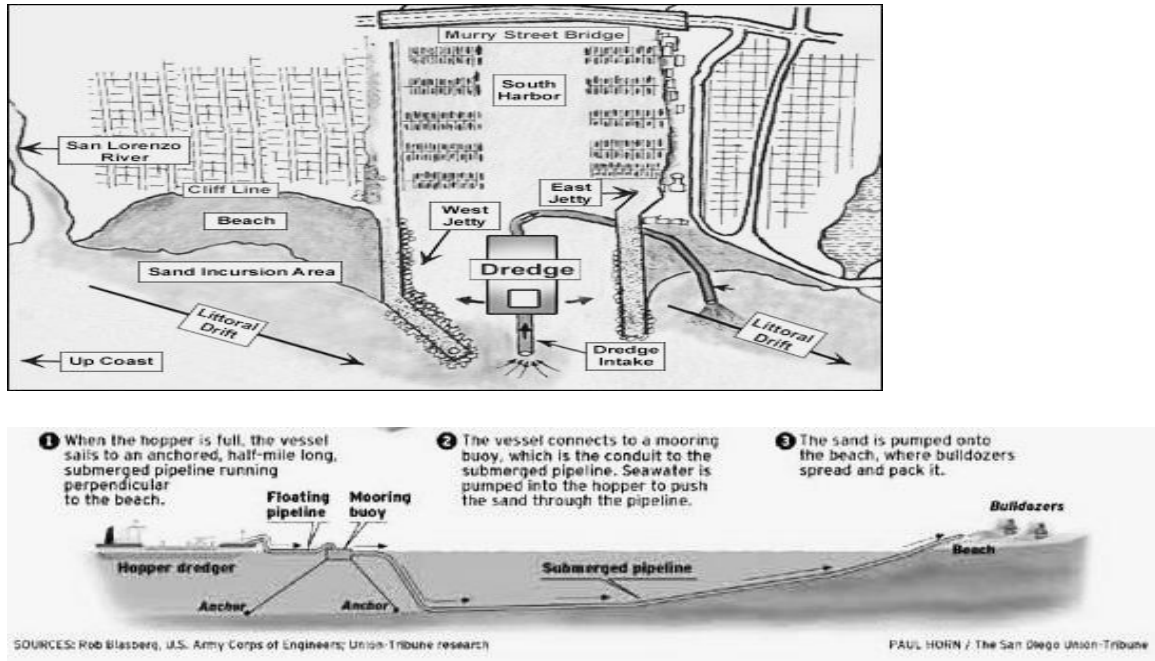 Murry Street Bridge
South
Harbor
San Lorenzo
River
East
Jetty
Cliff Line
West
Jetty
Beach
Dredge
Sand Incursion Area
Littoral
Drift
Littoral
Drift
Up Coast
Dredge
Intake
1 When the hopper is full, the vessel
sails to an anchored, half-mile long,
submerged pipeline running
perpendicular
to the beach.
2 The vessel connects to a mooring
buoy, which is the conduit to the
submerged pipeline. Seawater is
pumped into the hopper to push
the sand through the pipeline.
3 The sand is pumped onto
the beach, where bulldozers
spread and pack it.
Floating
pipeline
Mooring
buoy
Bulldozers
Beach
Hopper dredger
Submerged pipeline
Anchor
Anchor
SOURCES: Rob Blasberg, U.S. Army Corps of Engineers; Union-Tribune research
PAUL HORN / The San Diego Union-Tribune